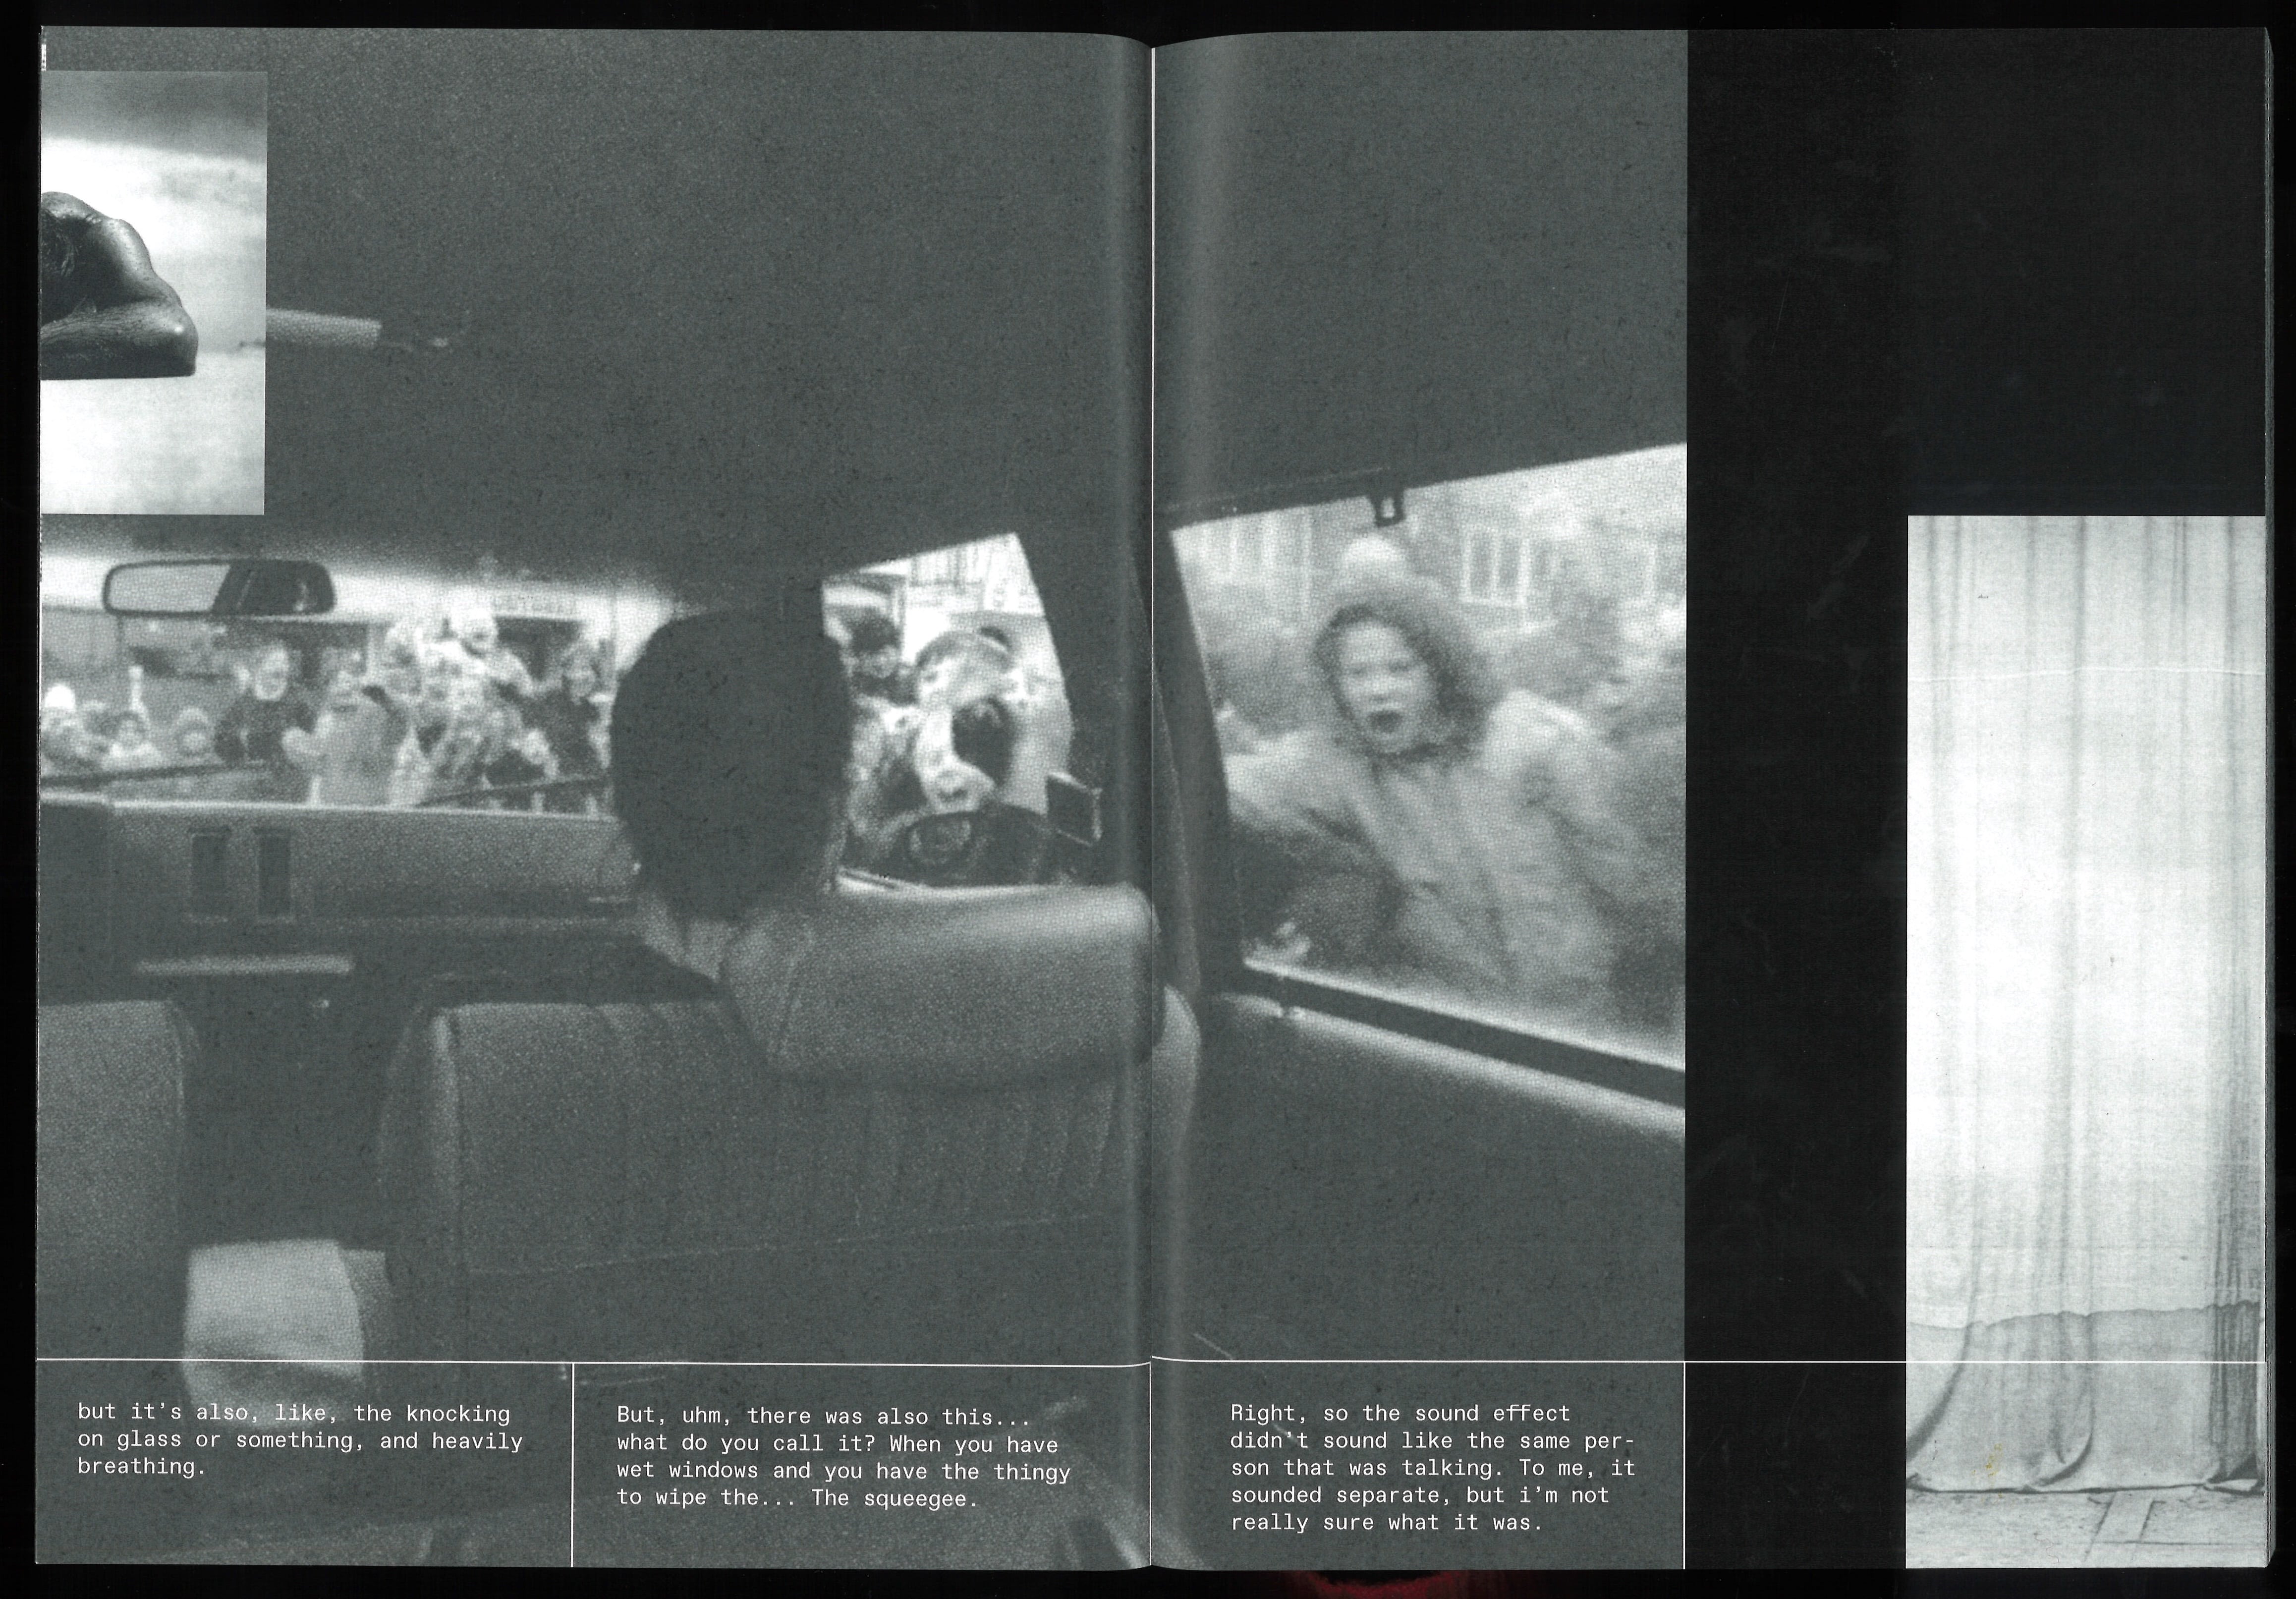 but it’s also, like, the knocking
on glass or something, and heavily
breathing.
But, uhm, there was also this...
what do you call it? When you have
wet windows and you have the thingy
to wipe the... The squeegee.
Right, so the sound effect
didn’t sound like the same per-
son that was talking. To me, it
sounded separate, but i’m not
really sure what it was.